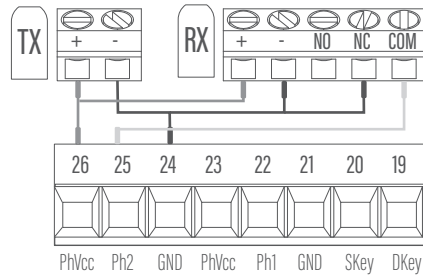 TX + - RX + - NO NC COM
26 25 24 23 22 21 20 19
PhVcc Ph2 GND PhVcc Ph1 GND SKey DKey